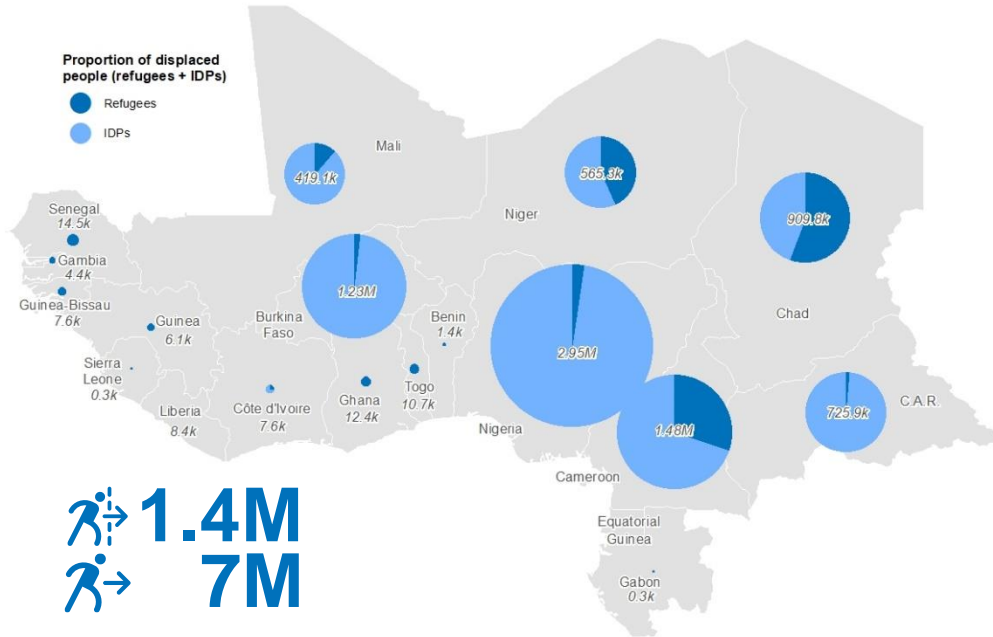 Proportion of displaced
people (refugees + IDPs)
Refugees
IDPs
Mali
419.1k
565.3k
Niger
909.8k
Chad
Senegal
14.5k
Gambia
4.4k
Guinea-Bissau
7.6k
Guinea
6.1k
Burkina
Faso
1.23M
Benin
1.4k
2.95M
Nigeria
Sierra
Leone
0.3k
Liberia
8.4k
Côte d'Ivoire
7.6k
Ghana
12.4k
Togo
10.7k
1.48M
Cameroon
725.9k
C.A.R.
Equatorial
Guinea
Gabon
0.3k
1.4M
7M